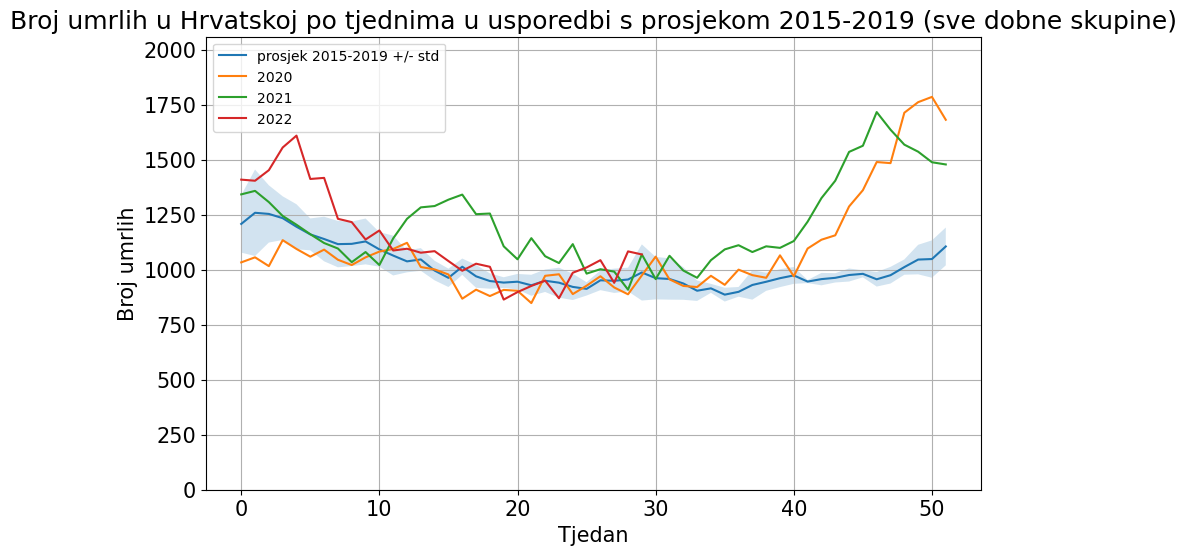 Broj umrlih u Hrvatskoj po tjednima u usporedbi s prosjekom 2015-2019 (sve dobne skupine)
prosjek 2015-2019 +/- std
2020
2021
2022
Broj umrlih
2000
1750
1500
1250
1000
750
500
250
0
0 10 20 30 40 50
Tjedan